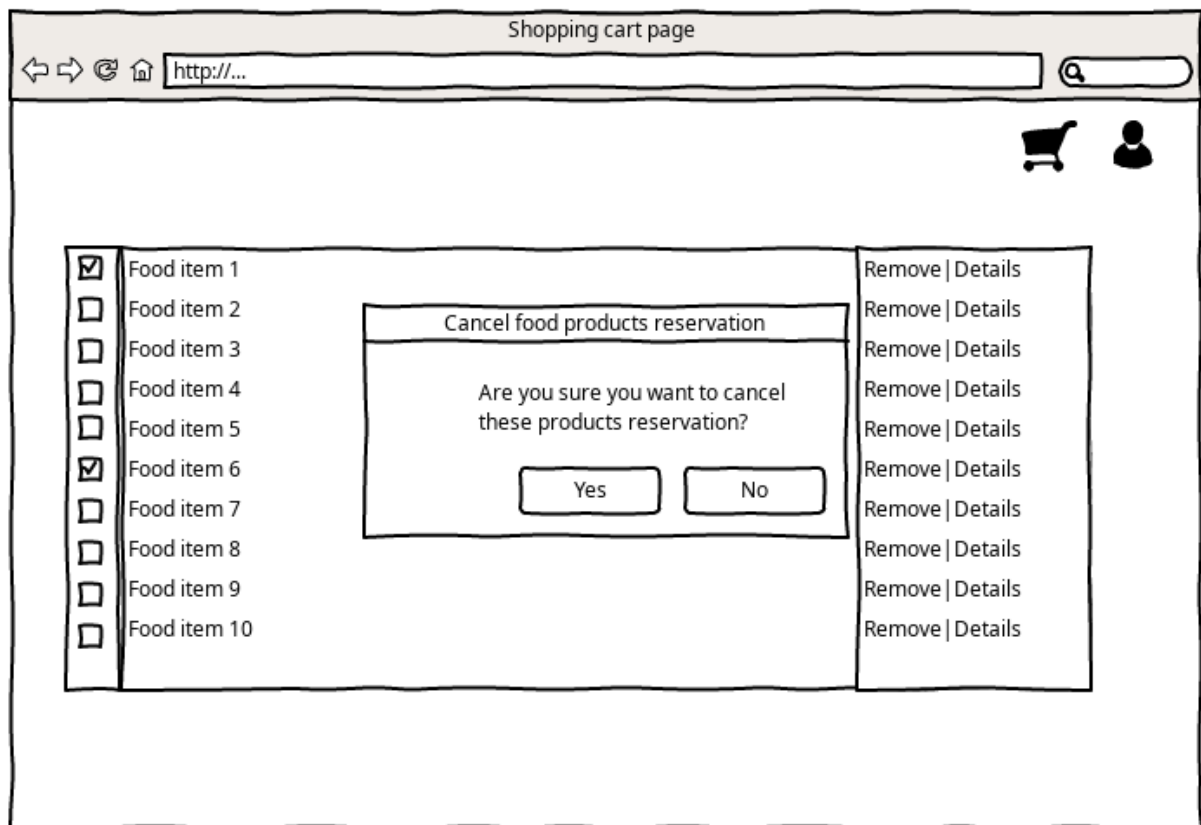 Shopping cart page
http://...
Food item 1 Remove|Details
Food item 2 Remove|Details
Cancel food products reservation
Food item 3 Remove|Details
Food item 4 Remove|Details
Are you sure you want to cancel
these products reservation?
Food item 5 Remove|Details
Food item 6 Remove|Details
Yes No
Food item 7 Remove|Details
Food item 8 Remove|Details
Food item 9 Remove|Details
Food item 10 Remove|Details